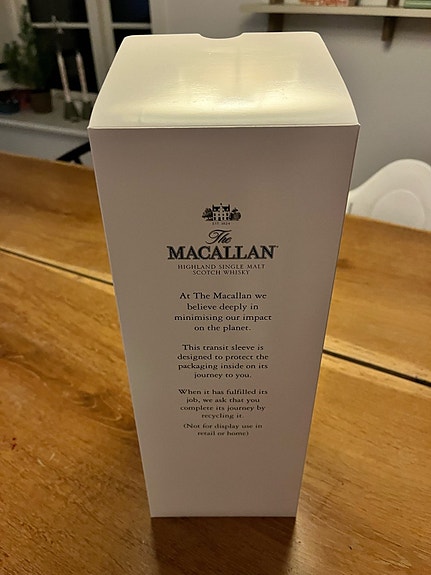 EST. 1824
The
MACALLAN
HIGHLAND SINGLE MALT
SCOTCH WHISKY
At The Macallan we
believe deeply in
minimising our impact
on the planet.
This transit sleeve is
designed to protect the
packaging inside on its
journey to you.
When it has fulfilled its
job, we ask that you
complete its journey by
recycling it.
(Not for display use in
retail or home)